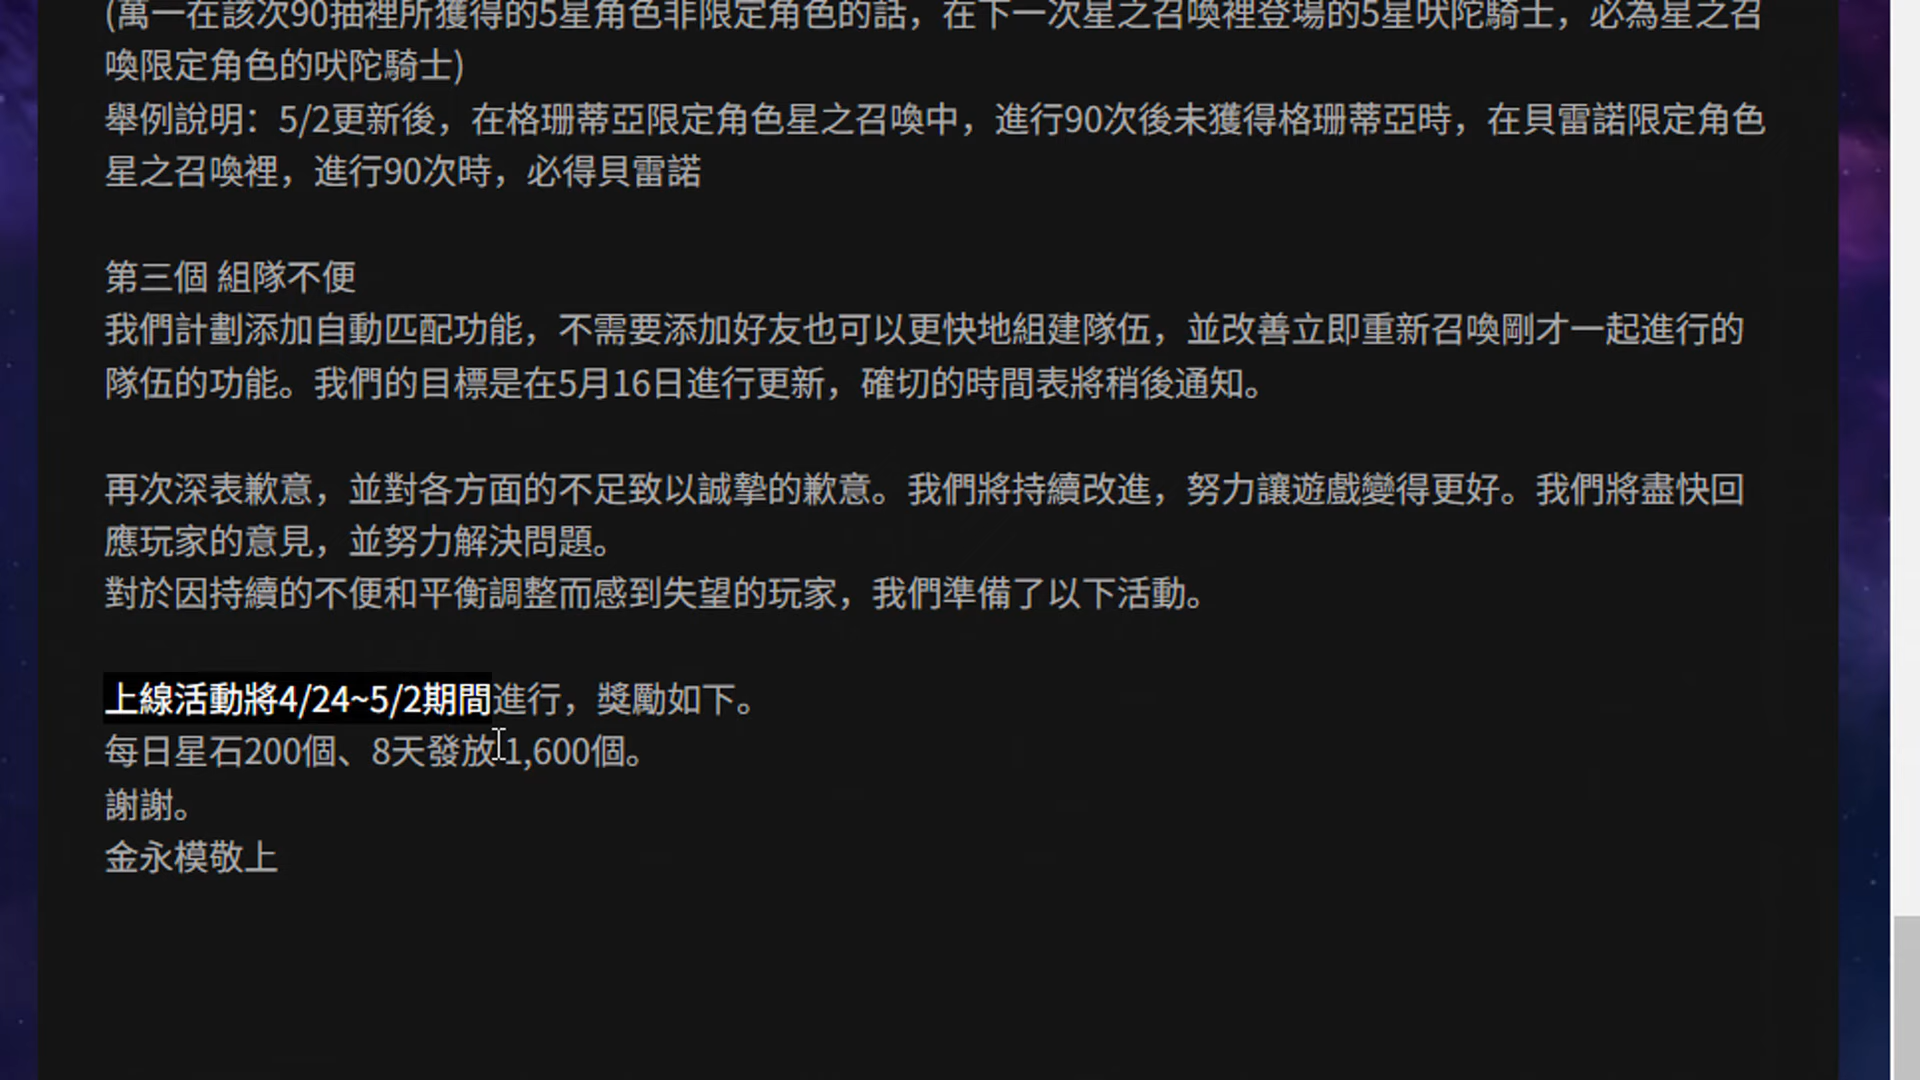 (萬一在該次90抽裡所獲得的5星角色非限定角色的話，在下一次星之召喚裡登場的5星吠陀騎士，必為星之召
喚限定角色的吠陀騎士)
舉例說明：5/2更新後，在格珊蒂亞限定角色星之召喚中，進行90次後未獲得格珊蒂亞時，在貝雷諾限定角色
星之召喚裡，進行90次時，必得貝雷諾
第三個 組隊不便
我們計劃添加自動匹配功能，不需要添加好友也可以更快地組建隊伍，並改善立即重新召喚剛才一起進行的
隊伍的功能。我們的目標是在5月16日進行更新，確切的時間表將稍後通知。
再次深表歉意，並對各方面的不足致以誠摯的歉意。我們將持續改進，努力讓遊戲變得更好。我們將盡快回
應玩家的意見，並努力解決問題。
對於因持續的不便和平衡調整而感到失望的玩家，我們準備了以下活動。
上線活動將4/24~5/2期間進行，獎勵如下。
每日星石200個、8天發放 1,600個。
謝謝。
金永模敬上